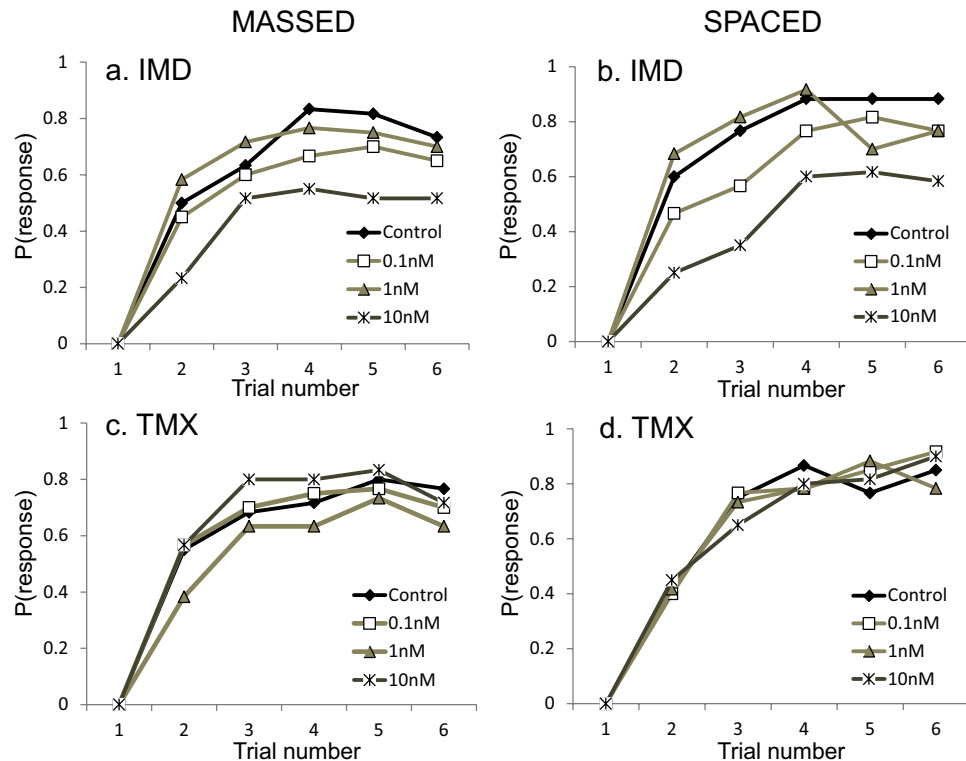 MASSED
SPACED
a. IMD
P(response)
1
0.8
0.6
0.4
0.2
0
1 2 3 4 5 6
Trial number
Control
0.1nM
1nM
10nM
b. IMD
P(response)
1
0.8
0.6
0.4
0.2
0
1 2 3 4 5 6
Trial number
Control
0.1nM
1nM
10nM
c. TMX
P(response)
1
0.8
0.6
0.4
0.2
0
1 2 3 4 5 6
Trial number
Control
0.1nM
1nM
10nM
d. TMX
P(response)
1
0.8
0.6
0.4
0.2
0
1 2 3 4 5 6
Trial number
Control
0.1nM
1nM
10nM